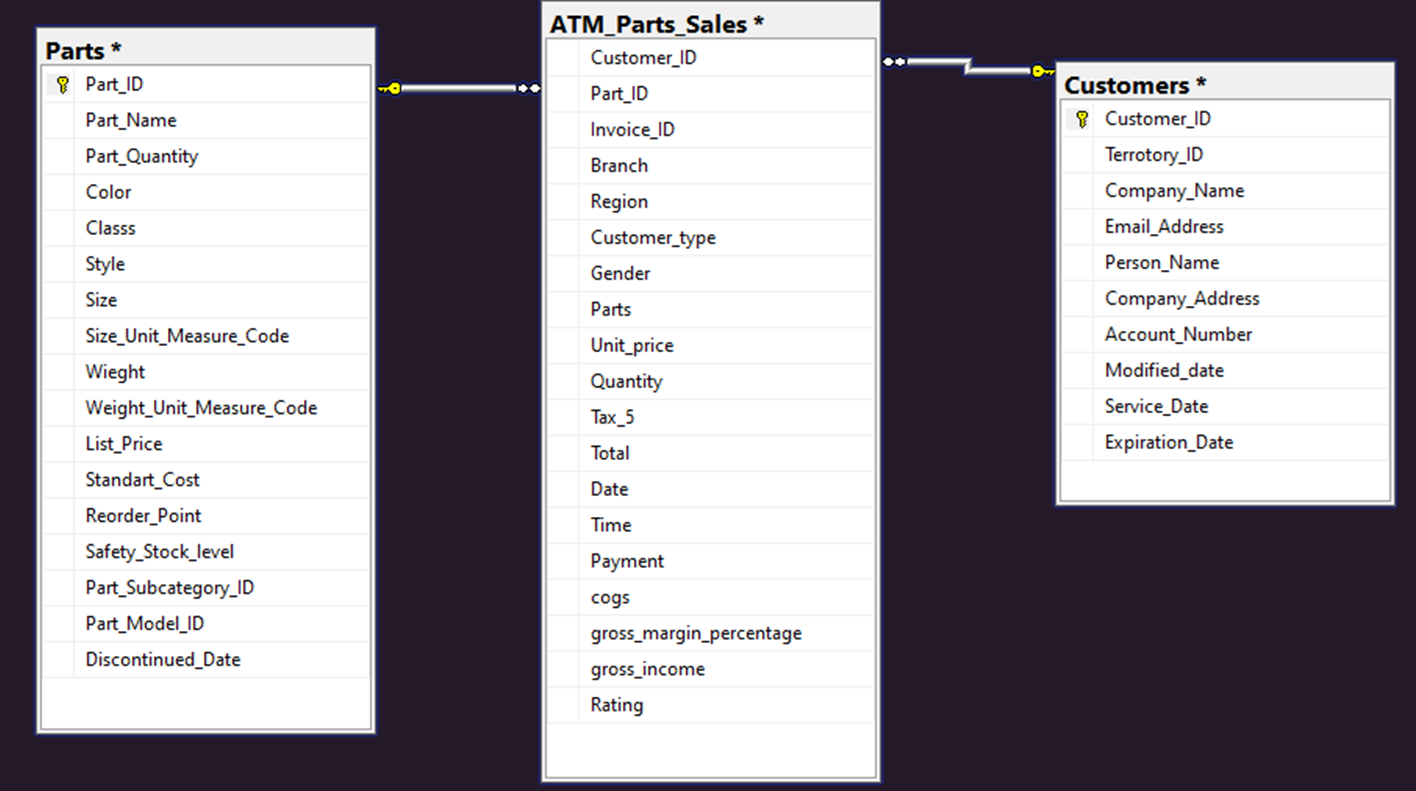 Parts *
Part_ID
Part_Name
Part_Quantity
Color
Classs
Style
Size
Size_Unit_Measure_Code
Wieght
Weight_Unit_Measure_Code
List_Price
Standart_Cost
Reorder_Point
Safety_Stock_level
Part_Subcategory_ID
Part_Model_ID
Discontinued_Date
ATM_Parts_Sales *
Customer_ID
Part_ID
Invoice_ID
Branch
Region
Customer_type
Gender
Parts
Unit_price
Quantity
Tax_5
Total
Date
Time
Payment
cogs
gross_margin_percentage
gross_income
Rating
Customers *
Customer_ID
Terrotory_ID
Company_Name
Email_Address
Person_Name
Company_Address
Account_Number
Modified_date
Service_Date
Expiration_Date